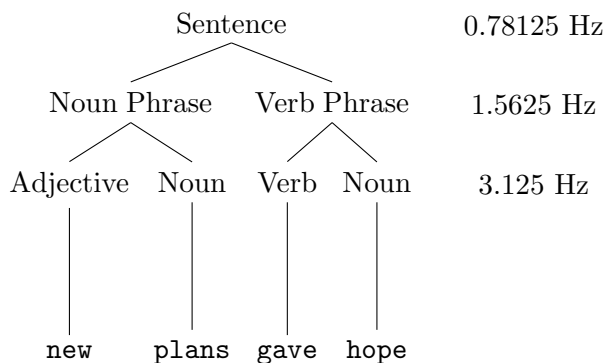 Sentence 0.78125 Hz
Noun Phrase Verb Phrase 1.5625 Hz
Adjective Noun Verb Noun 3.125 Hz
new plans gave hope